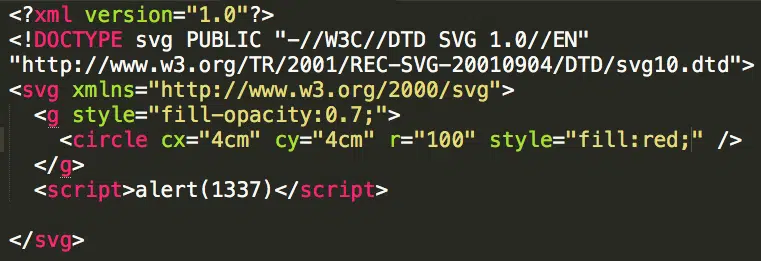 <?xml version="1.0"?>
<!DOCTYPE svg PUBLIC "-//W3C//DTD SVG 1.0//EN"
"http://www.w3.org/TR/2001/REC-SVG-20010904/DTD/svg10.dtd">
<svg xmlns="http://www.w3.org/2000/svg">
  <g style="fill-opacity:0.7;">
    <circle cx="4cm" cy="4cm" r="100" style="fill:red;" />
  </g>
  <script>alert(1337)</script>
</svg>